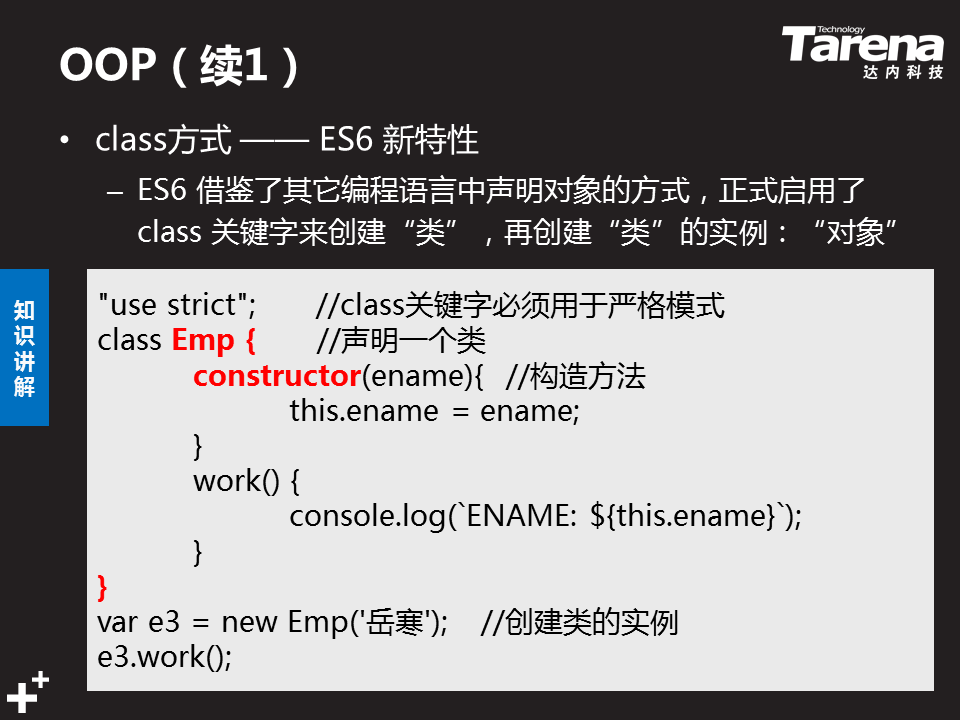 OOP（续1）
Technology
Tarena
达内科技
• class方式 —— ES6 新特性
– ES6 借鉴了其它编程语言中声明对象的方式，正式启用了
class 关键字来创建“类”，再创建“类”的实例：“对象”
知识讲解
"use strict"; //class关键字必须用于严格模式
class Emp { //声明一个类
constructor(ename){ //构造方法
this.ename = ename;
}
work() {
console.log(`ENAME: ${this.ename}`);
}
}
var e3 = new Emp('岳寒'); //创建类的实例
e3.work();